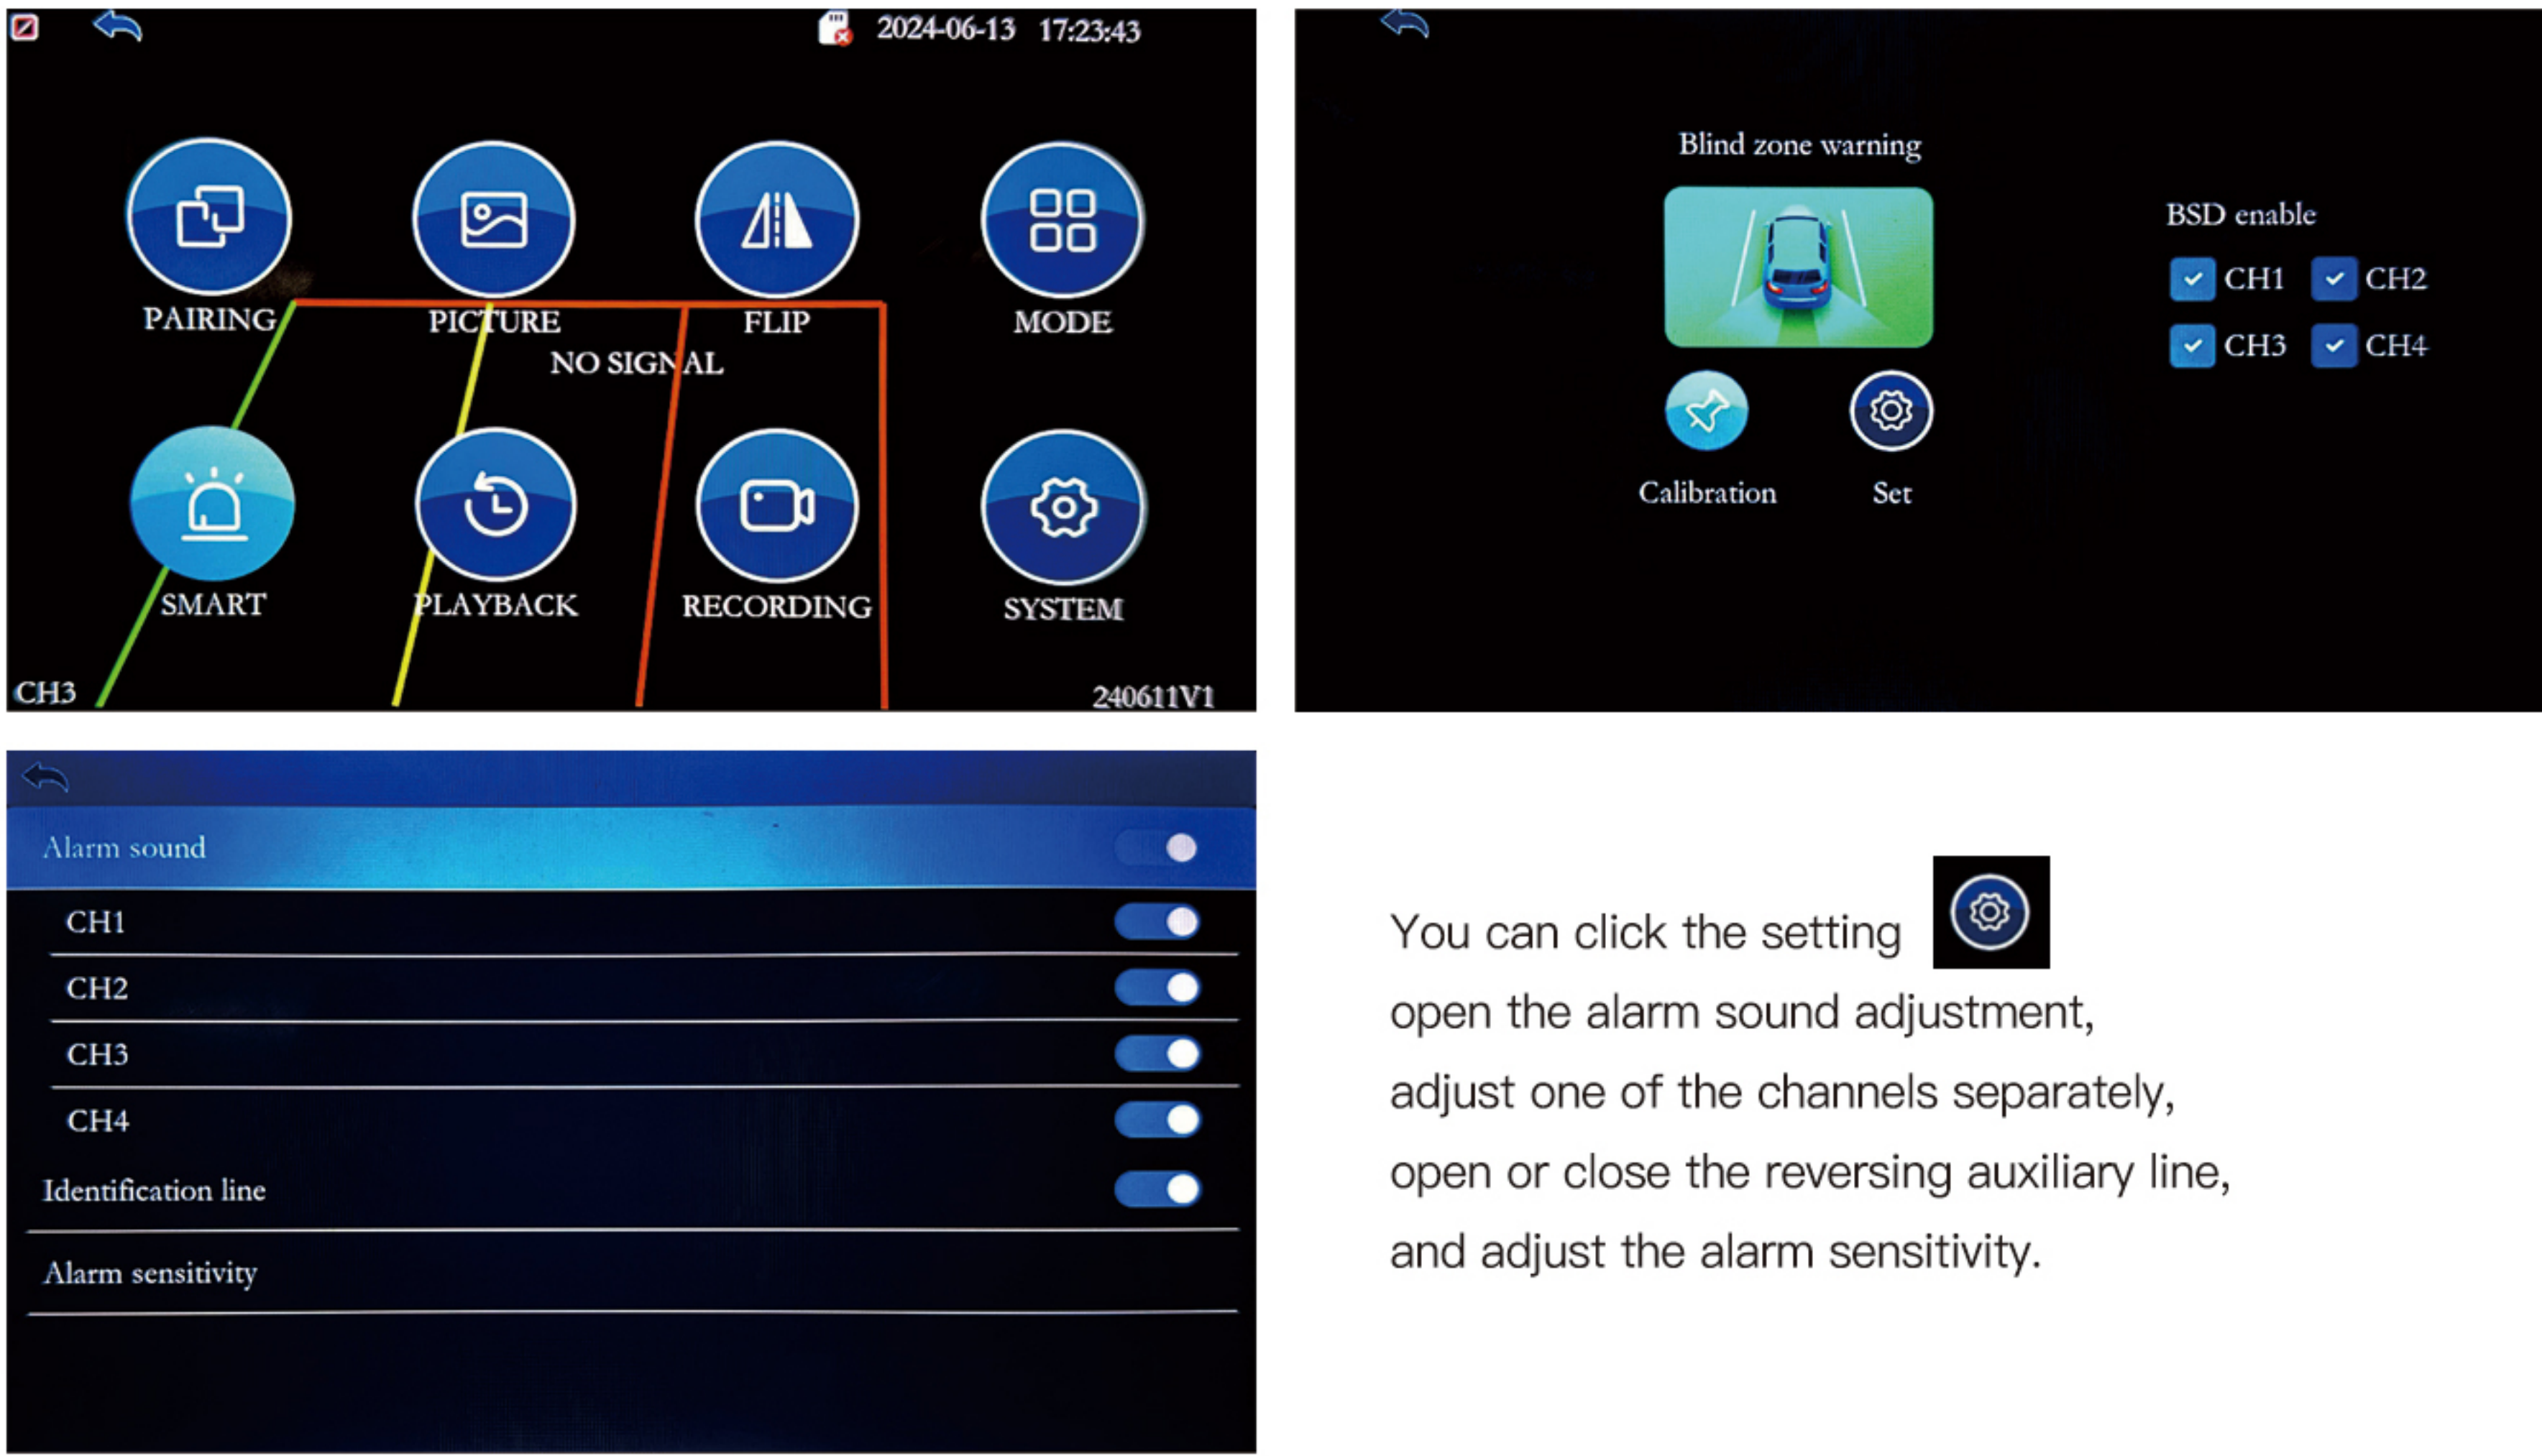 2024-06-13 17:23:43
PAIRING PICTURE FLIP MODE
NO SIGNAL
SMART PLAYBACK RECORDING SYSTEM
CH3 240611V1
Blind zone warning
BSD enable
CH1 CH2
CH3 CH4
Calibration Set
Alarm sound
CH1
CH2
CH3
CH4
Identification line
Alarm sensitivity
You can click the setting
open the alarm sound adjustment,
adjust one of the channels separately,
open or close the reversing auxiliary line,
and adjust the alarm sensitivity.